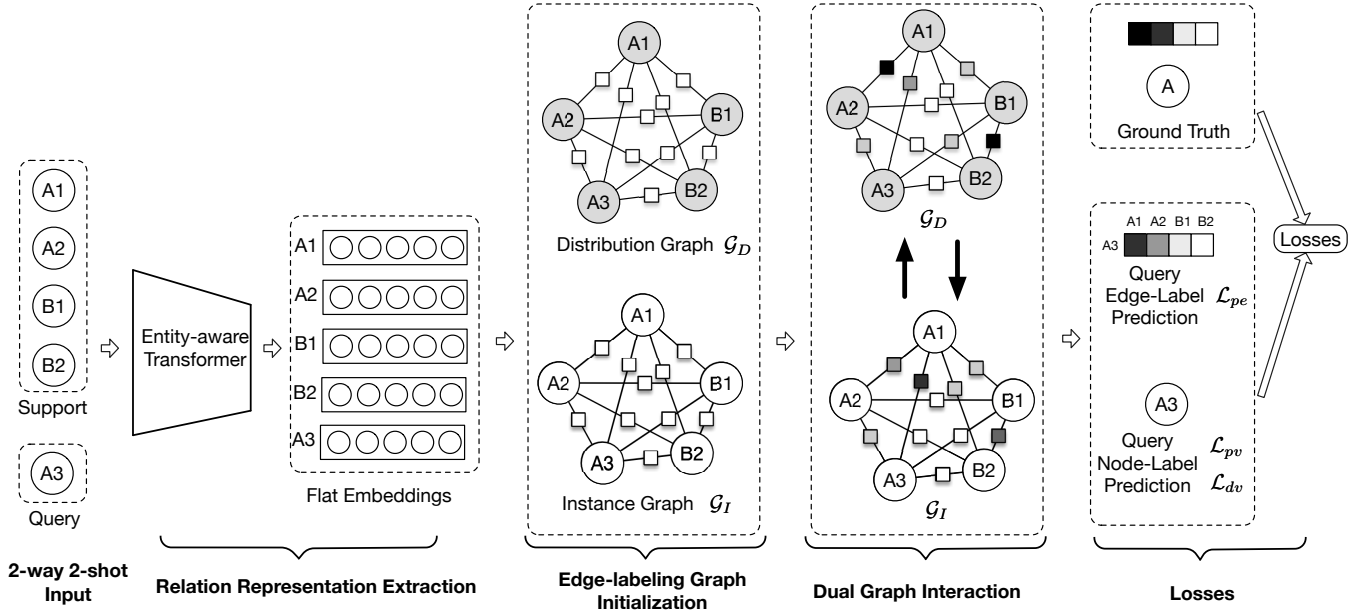 A1
A2
B1
B2
Support
A3
Query
2-way 2-shot
Input
Entity-aware
Transformer
A1
A2
B1
B2
A3
Flat Embeddings
Relation Representation Extraction
A1
A2
B1
A3
B2
Distribution Graph 𝒢_D
A1
A2
B1
A3
B2
Instance Graph 𝒢_I
Edge-labeling Graph
Initialization
A1
A2
B1
A3
B2
𝒢_D
A1
A2
B1
A3
B2
𝒢_I
Dual Graph Interaction
A
Ground Truth
A1 A2 B1 B2
A3
Query
Edge-Label ℒ_pe
Prediction
A3
Query ℒ_pv
Node-Label
Prediction ℒ_dv
Losses
Losses